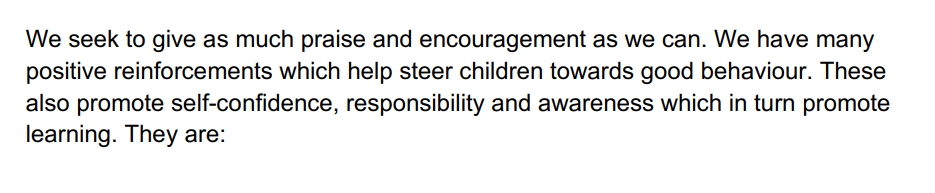 We seek to give as much praise and encouragement as we can. We have many
positive reinforcements which help steer children towards good behaviour. These
also promote self-confidence, responsibility and awareness which in turn promote
learning. They are: